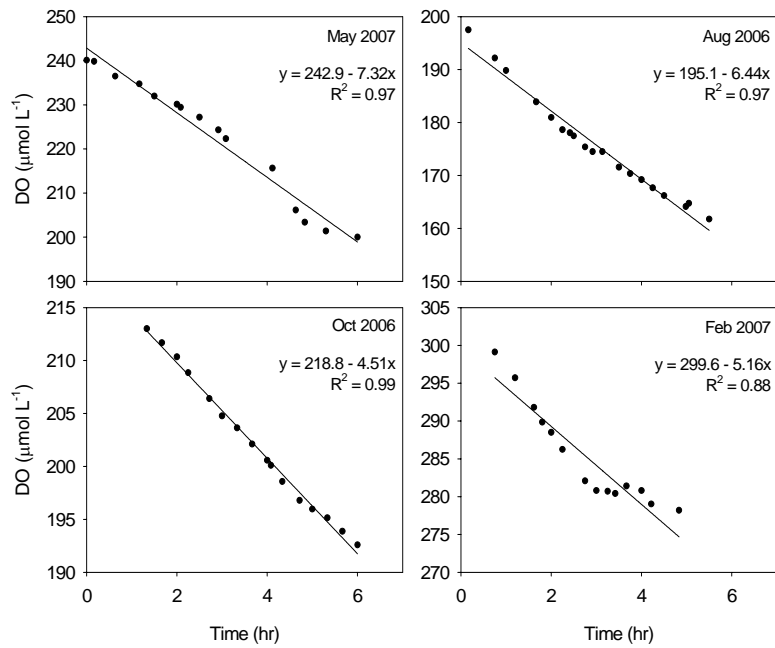 250
240
230
220
210
200
190
DO (µmol L⁻¹)
May 2007
y = 242.9 - 7.32x
R² = 0.97
200
190
180
170
160
150
Aug 2006
y = 195.1 - 6.44x
R² = 0.97
215
210
205
200
195
190
DO (µmol L⁻¹)
Oct 2006
y = 218.8 - 4.51x
R² = 0.99
0 2 4 6
Time (hr)
305
300
295
290
285
280
275
270
Feb 2007
y = 299.6 - 5.16x
R² = 0.88
0 2 4 6
Time (hr)